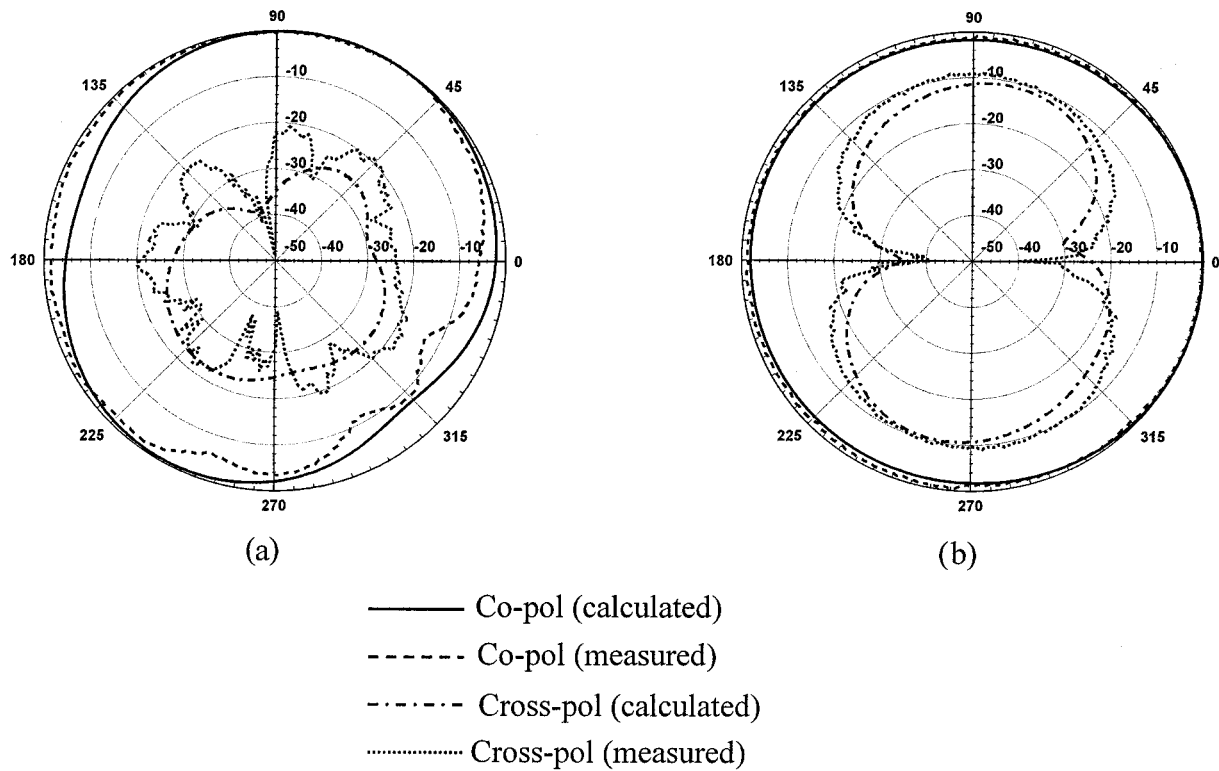 90
135
45
-10
-20
-30
-40
180
-50 -40 -30 -20 -10 0
225
315
270
(a)
90
135
45
-10
-20
-30
-40
180
-50 -40 -30 -20 -10 0
225
315
270
(b)
Co-pol (calculated)
Co-pol (measured)
Cross-pol (calculated)
Cross-pol (measured)